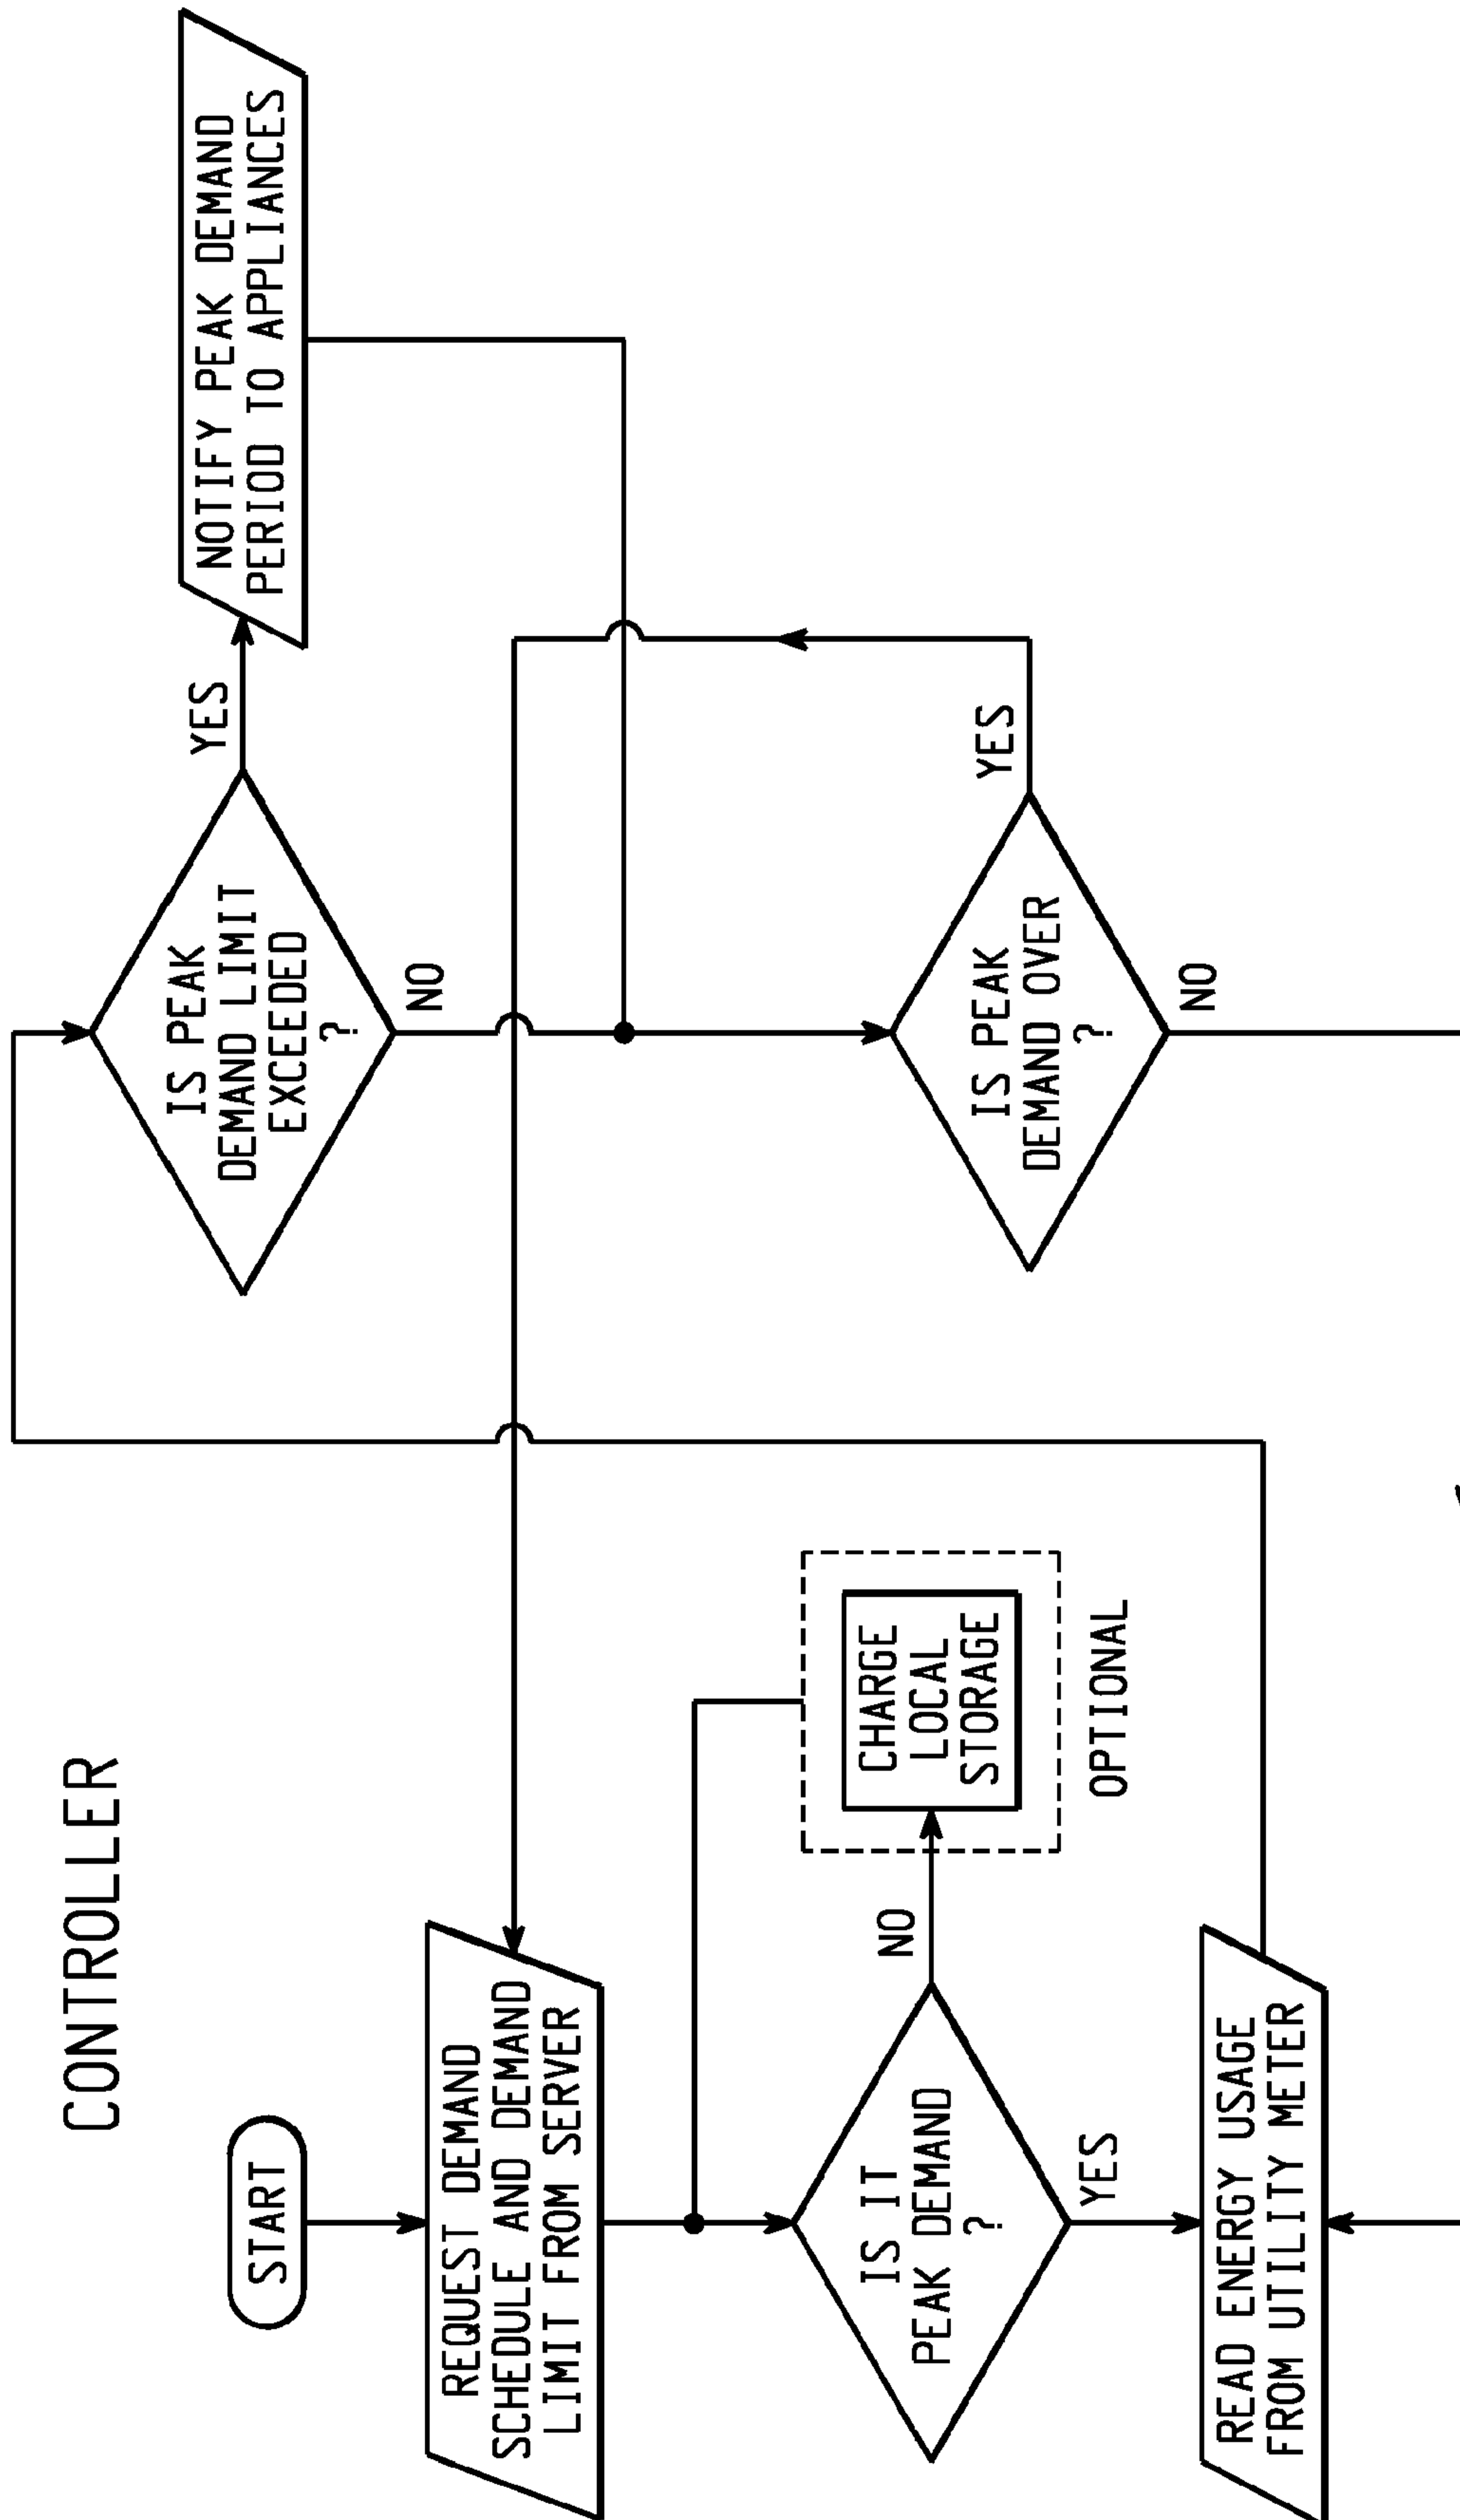 CONTROLLER
START
REQUEST DEMAND
SCHEDULE AND DEMAND
LIMIT FROM SERVER
IS IT
PEAK DEMAND
?
NO
YES
CHARGE
LOCAL
STORAGE
OPTIONAL
READ ENERGY USAGE
FROM UTILITY METER
IS PEAK
DEMAND LIMIT
EXCEEDED
?
YES
NO
NOTIFY PEAK DEMAND
PERIOD TO APPLIANCES
IS PEAK
DEMAND OVER
?
YES
NO